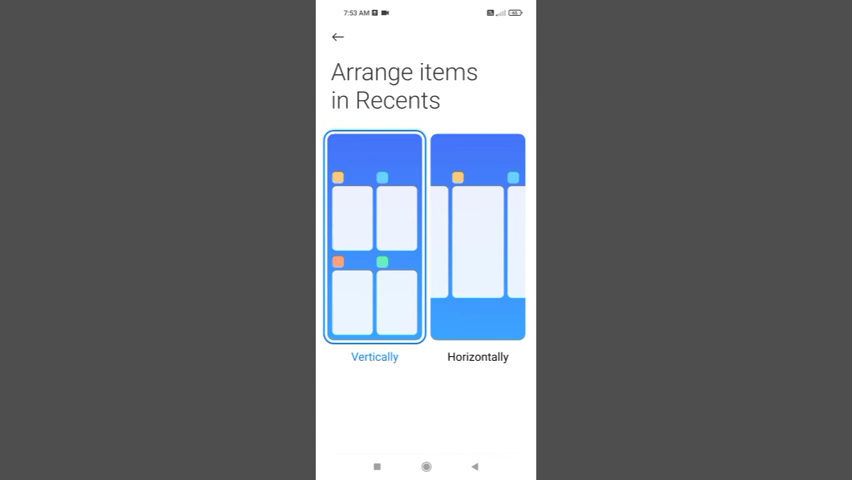 7:53 AM
Arrange items
in Recents
Vertically
Horizontally